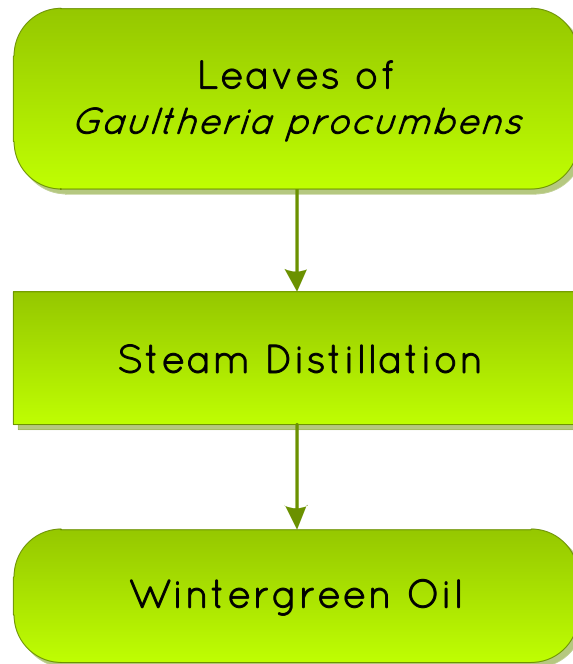 Leaves of
Gaultheria procumbens
Steam Distillation
Wintergreen Oil